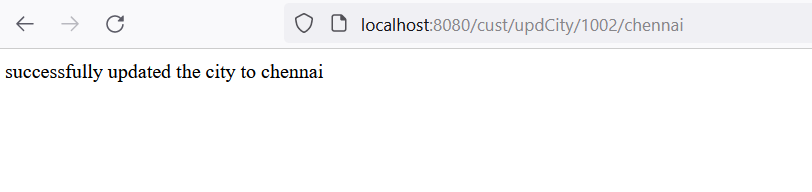 localhost:8080/cust/updCity/1002/chennai
successfully updated the city to chennai